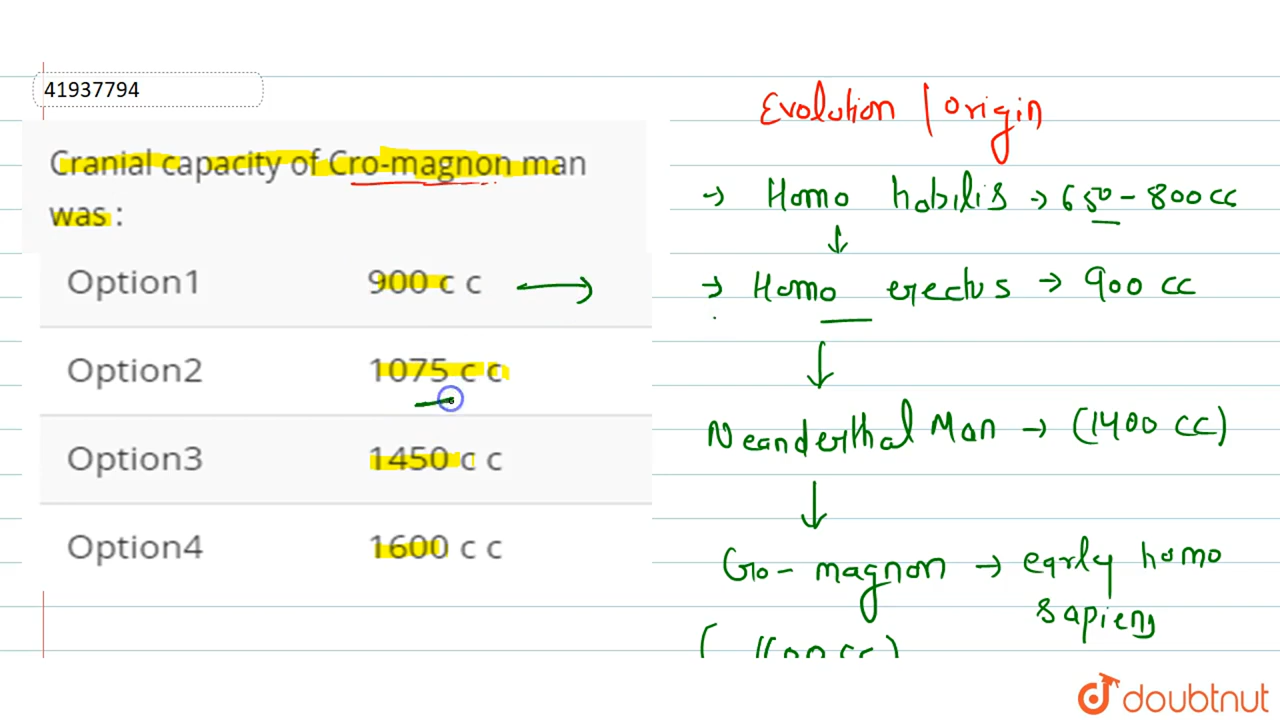 41937794
Cranial capacity of Cro-magnon man
was :
Option1 900 c c
Option2 1075 c c
Option3 1450 c c
Option4 1600 c c
Evolution | Origin
→ Homo habilis → 650 - 800 cc
↓
→ Homo erectus → 900 cc
↓
Neanderthal Man → (1400 cc)
↓
Cro-magnon → early homo
sapiens
doubtnut